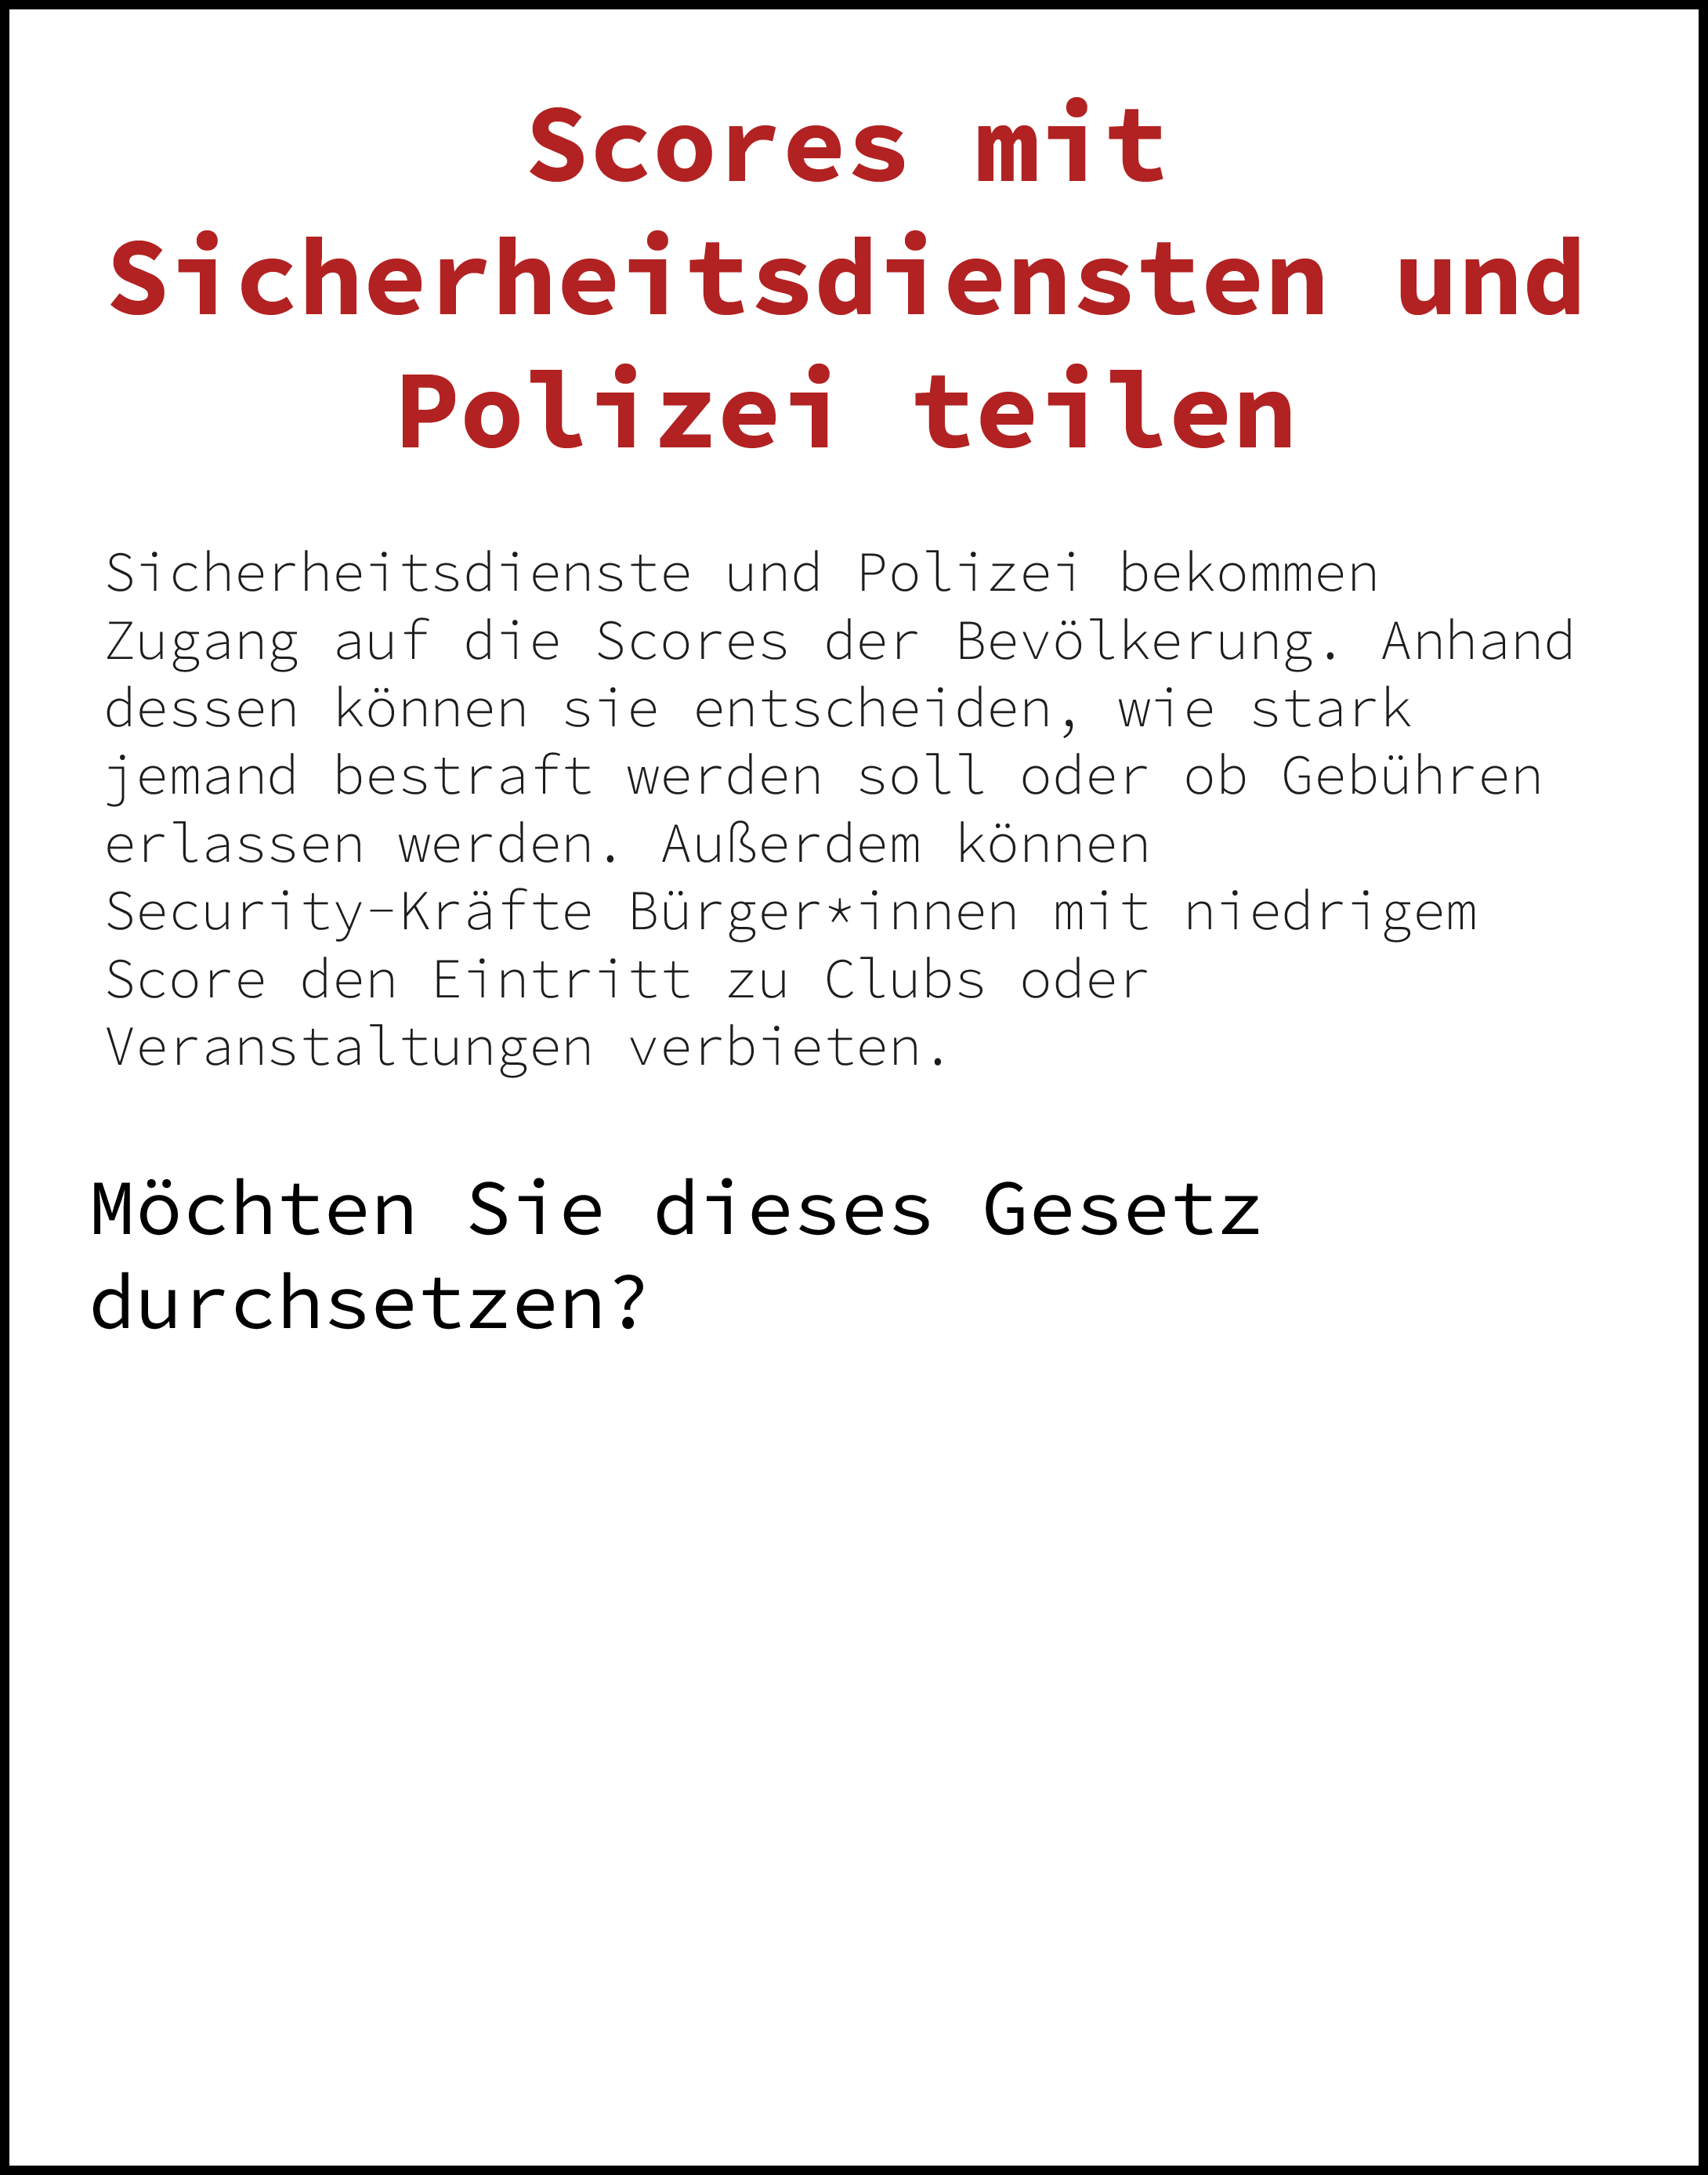 Scores mit
Sicherheitsdiensten und
Polizei teilen
Sicherheitsdienste und Polizei bekommen
Zugang auf die Scores der Bevölkerung. Anhand
dessen können sie entscheiden, wie stark
jemand bestraft werden soll oder ob Gebühren
erlassen werden. Außerdem können
Security-Kräfte Bürger*innen mit niedrigem
Score den Eintritt zu Clubs oder
Veranstaltungen verbieten.
Möchten Sie dieses Gesetz
durchsetzen?